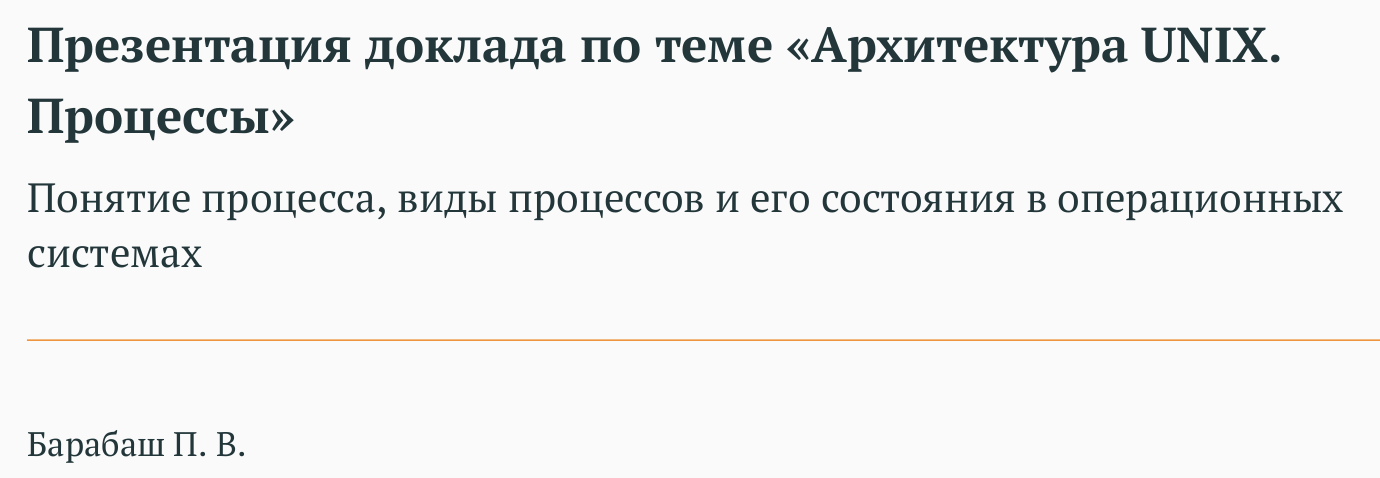 Презентация доклада по теме «Архитектура UNIX.
Процессы»
Понятие процесса, виды процессов и его состояния в операционных
системах
Барабаш П. В.